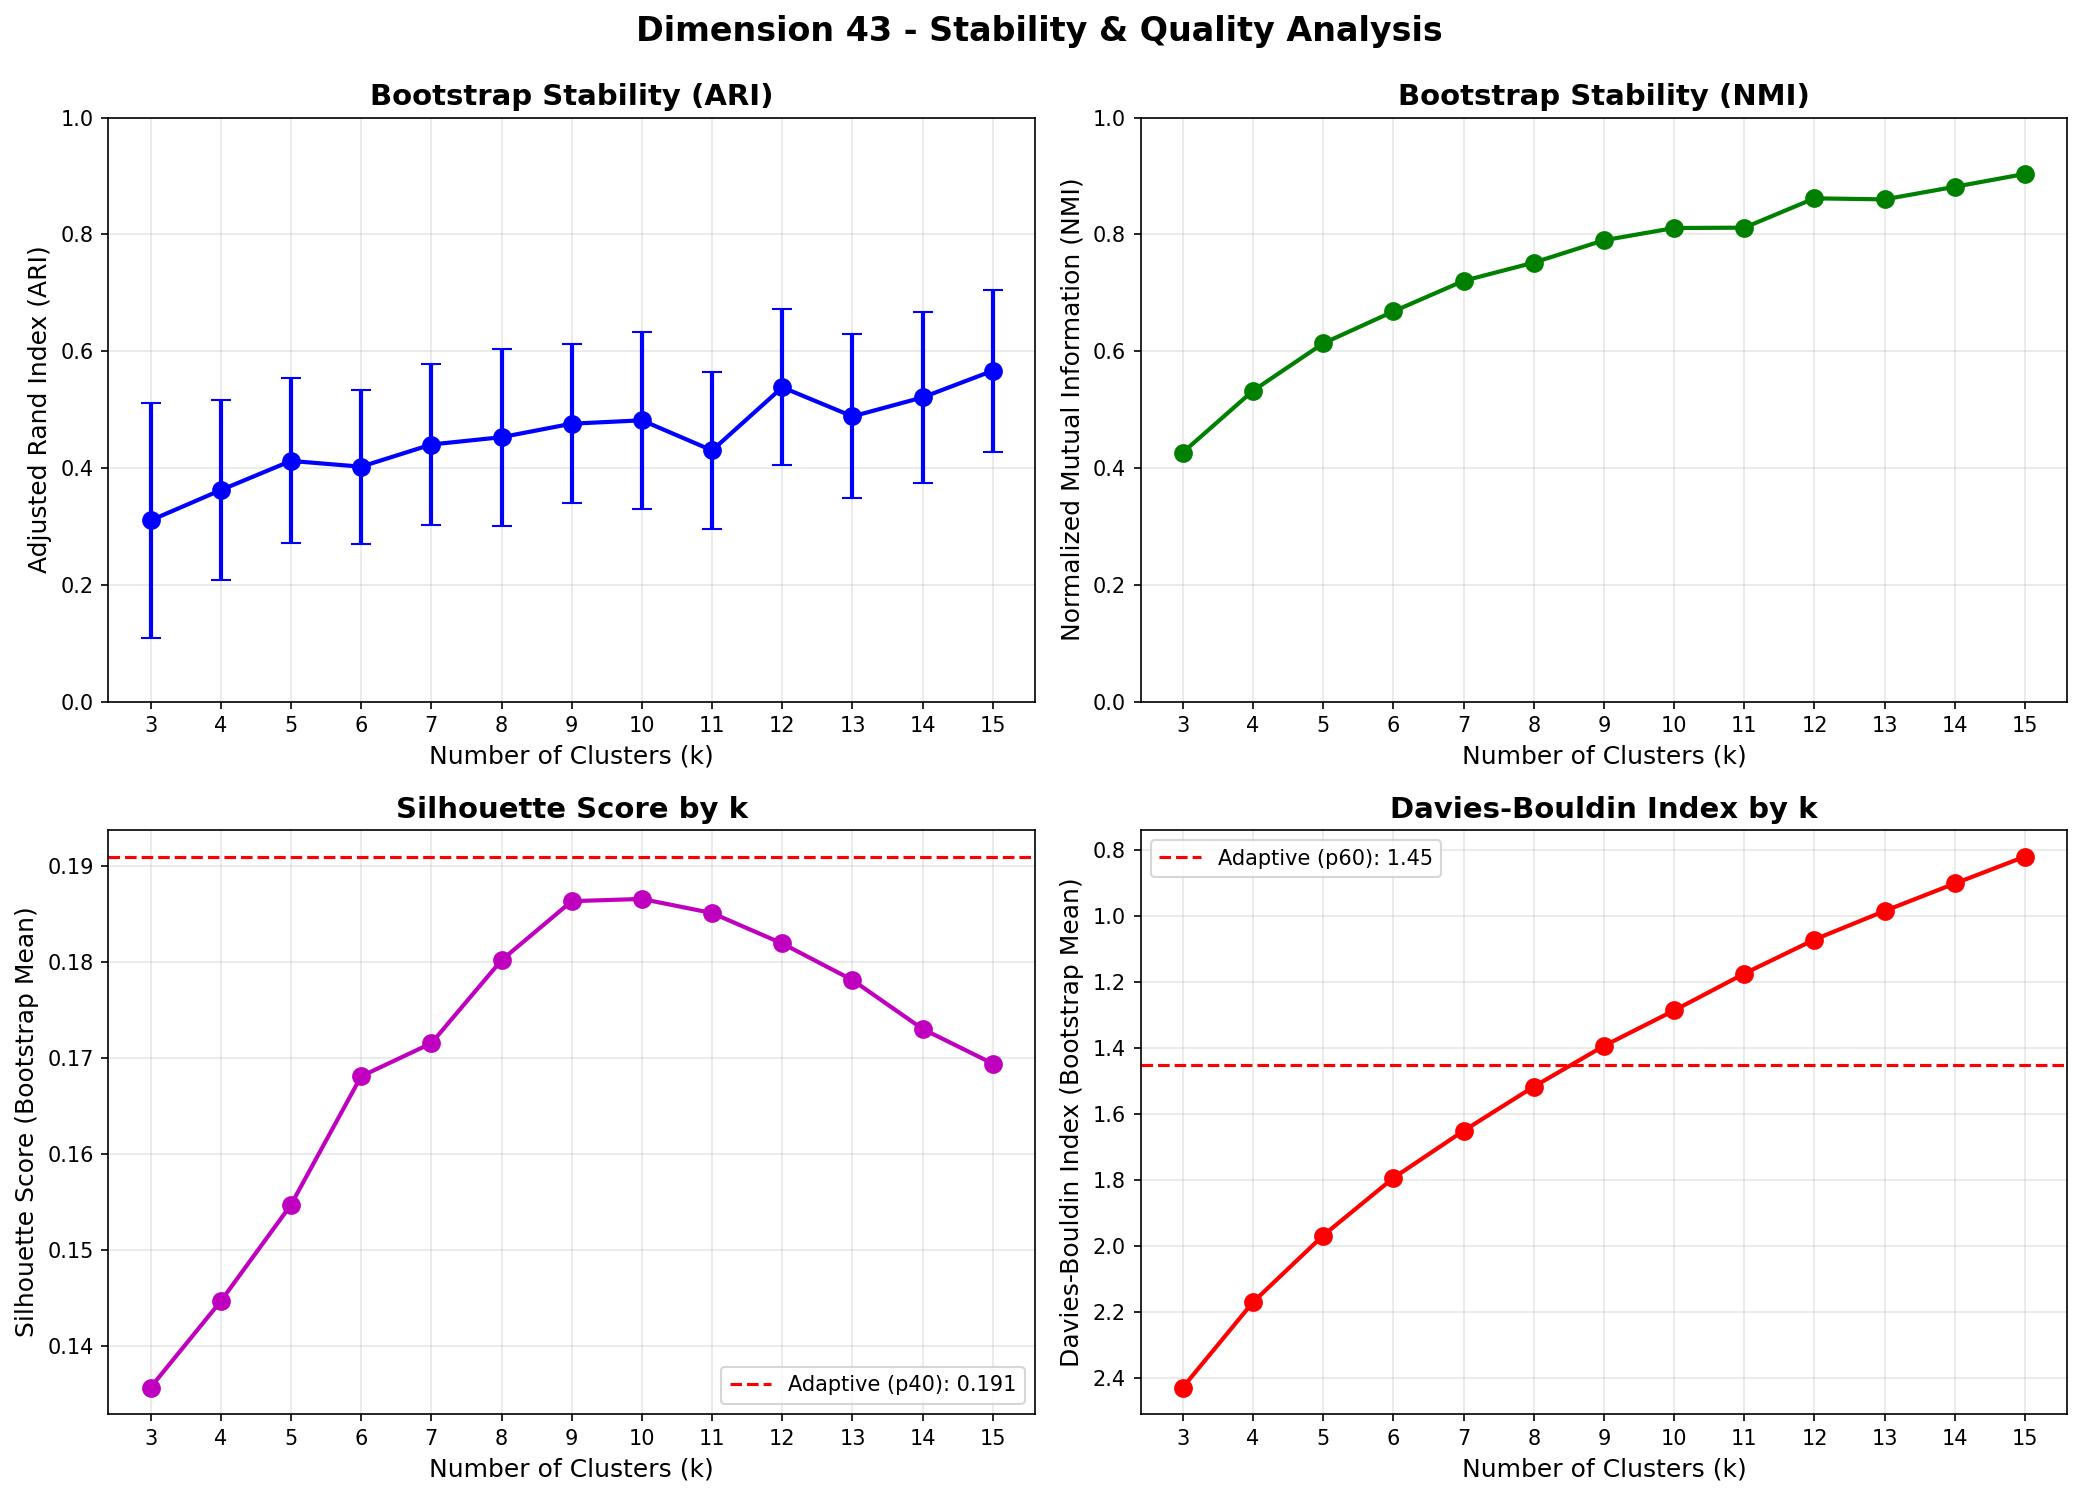 Dimension 43 - Stability & Quality Analysis
Bootstrap Stability (ARI)
Adjusted Rand Index (ARI)
1.0
0.8
0.6
0.4
0.2
0.0
3 4 5 6 7 8 9 10 11 12 13 14 15
Number of Clusters (k)
Bootstrap Stability (NMI)
Normalized Mutual Information (NMI)
1.0
0.8
0.6
0.4
0.2
0.0
3 4 5 6 7 8 9 10 11 12 13 14 15
Number of Clusters (k)
Silhouette Score by k
Silhouette Score (Bootstrap Mean)
0.19
0.18
0.17
0.16
0.15
0.14
Adaptive (p40): 0.191
3 4 5 6 7 8 9 10 11 12 13 14 15
Number of Clusters (k)
Davies-Bouldin Index by k
Davies-Bouldin Index (Bootstrap Mean)
Adaptive (p60): 1.45
0.8
1.0
1.2
1.4
1.6
1.8
2.0
2.2
2.4
3 4 5 6 7 8 9 10 11 12 13 14 15
Number of Clusters (k)